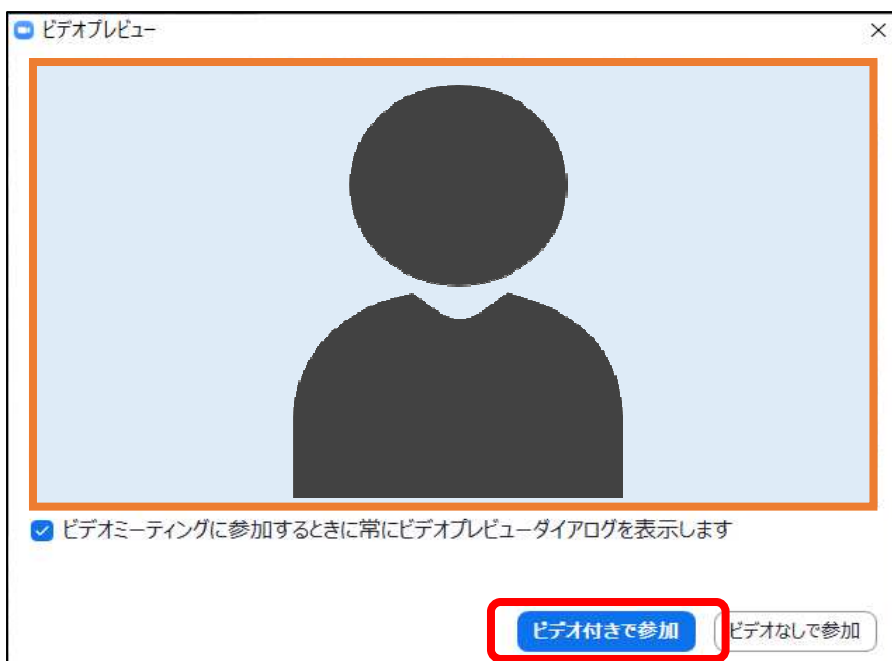 ビデオプレビュー
ビデオミーティングに参加するときに常にビデオプレビューダイアログを表示します
ビデオ付きで参加
ビデオなしで参加